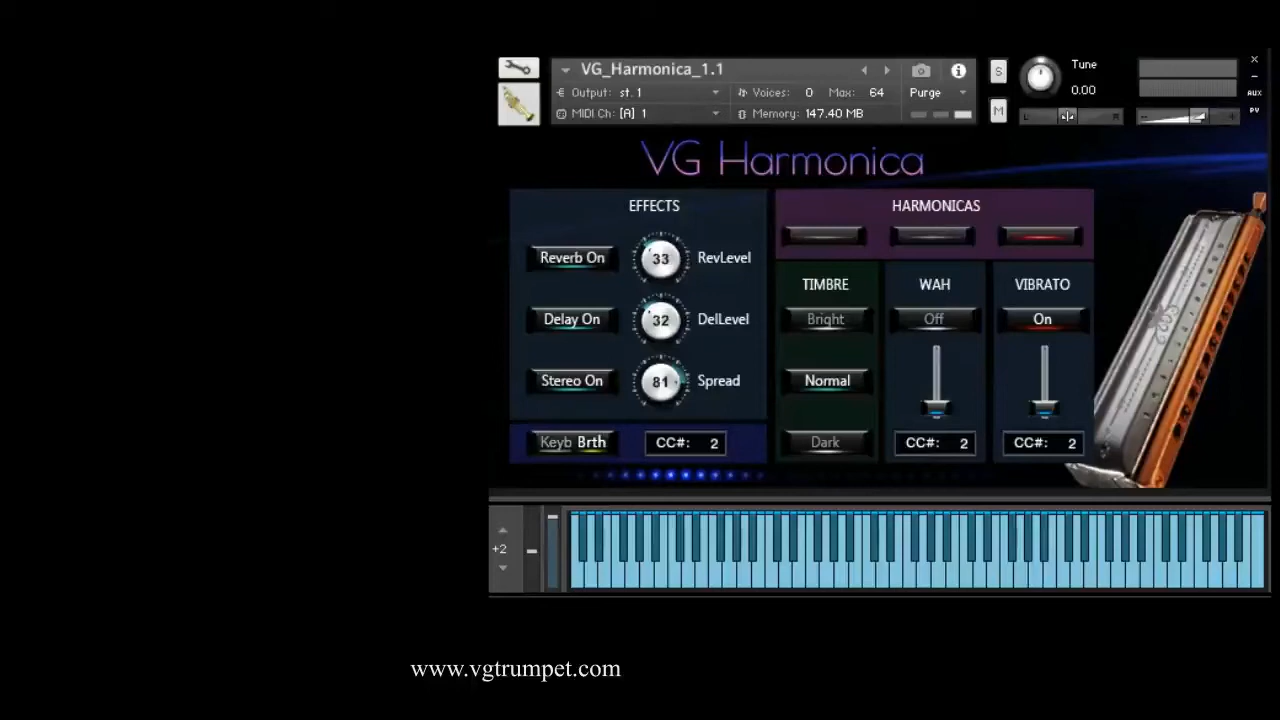 VG_Harmonica_1.1
Output: st. 1
Voices: 0 Max: 64
Purge
MIDI Ch: [A] 1
Memory: 147.40 MB
S
M
Tune
0.00
L R
AUX
PV
VG Harmonica
EFFECTS
Reverb On 33 RevLevel
Delay On 32 DelLevel
Stereo On 81 Spread
Keyb Brth CC#: 2
HARMONICAS
TIMBRE
Bright
Normal
Dark
WAH
Off
CC#: 2
VIBRATO
On
CC#: 2
+2
www.vgtrumpet.com